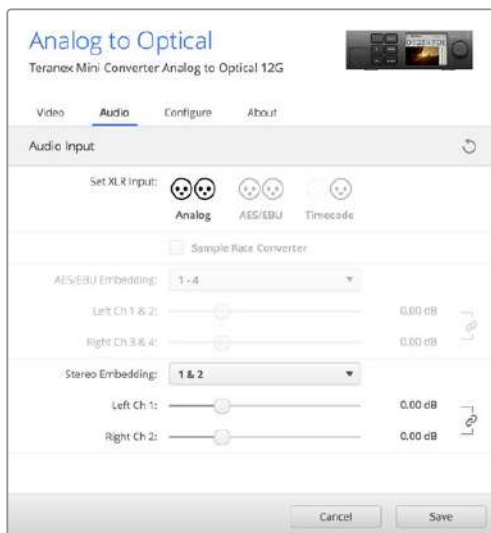 Analog to Optical
Teranex Mini Converter Analog to Optical 12G
Video Audio Configure About
Audio Input
Set XLR Input:
Analog AES/EBU Timecode
Sample Rate Converter
AES/EBU Embedding: 1 - 4
Left Ch 1 & 2: 0.00 dB
Right Ch 3 & 4: 0.00 dB
Stereo Embedding: 1 & 2
Left Ch 1: 0.00 dB
Right Ch 2: 0.00 dB
Cancel Save